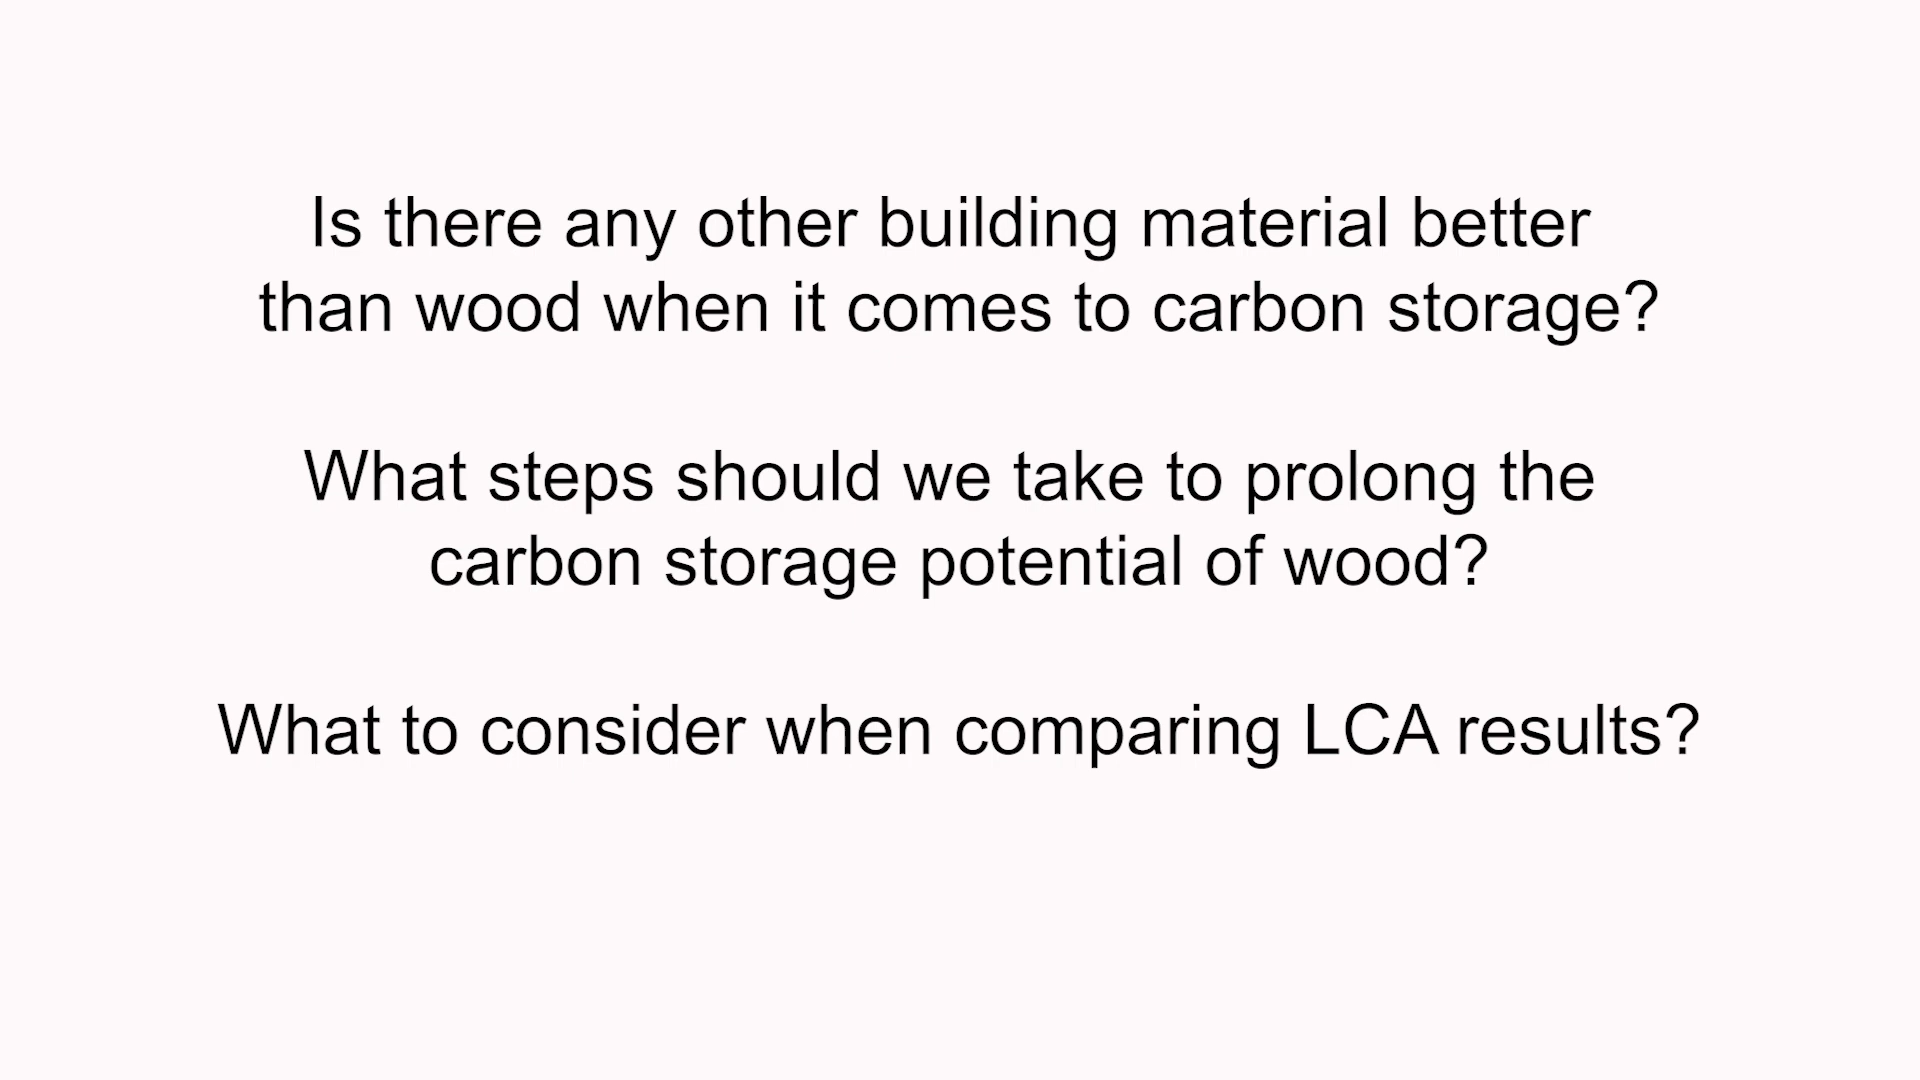 Is there any other building material better
than wood when it comes to carbon storage?
What steps should we take to prolong the
carbon storage potential of wood?
What to consider when comparing LCA results?